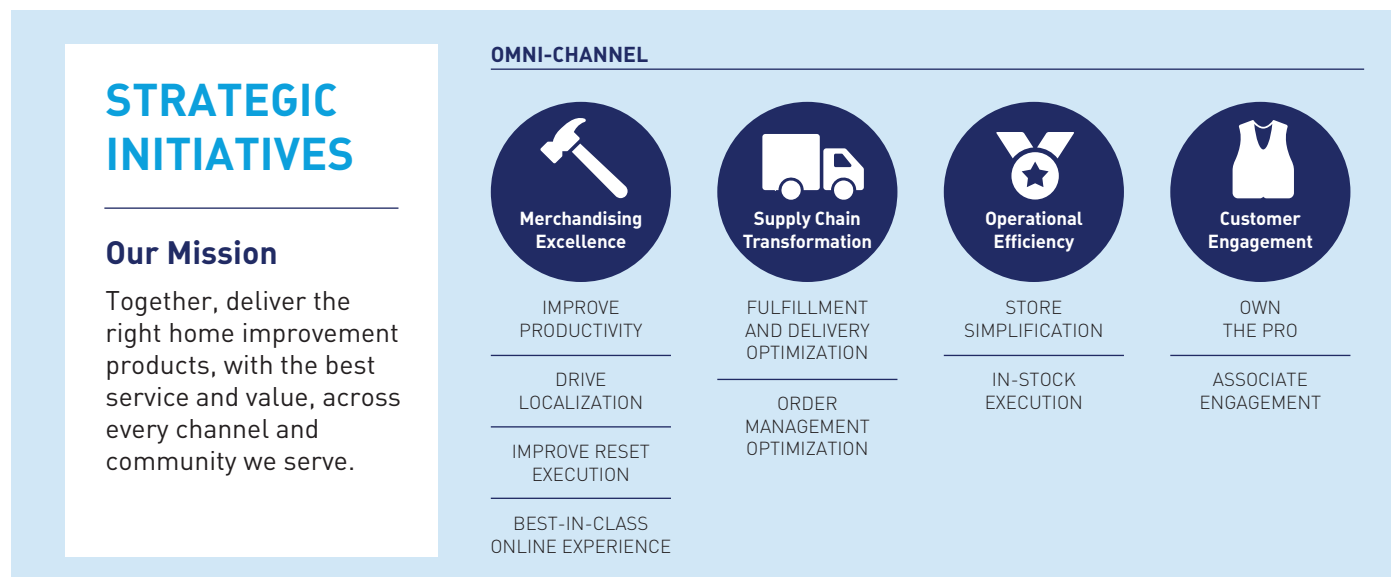 STRATEGIC
INITIATIVES
Our Mission
Together, deliver the
right home improvement
products, with the best
service and value, across
every channel and
community we serve.
OMNI-CHANNEL
Merchandising
Excellence
IMPROVE
PRODUCTIVITY
DRIVE
LOCALIZATION
IMPROVE RESET
EXECUTION
BEST-IN-CLASS
ONLINE EXPERIENCE
Supply Chain
Transformation
FULFILLMENT
AND DELIVERY
OPTIMIZATION
ORDER
MANAGEMENT
OPTIMIZATION
Operational
Efficiency
STORE
SIMPLIFICATION
IN-STOCK
EXECUTION
Customer
Engagement
OWN
THE PRO
ASSOCIATE
ENGAGEMENT